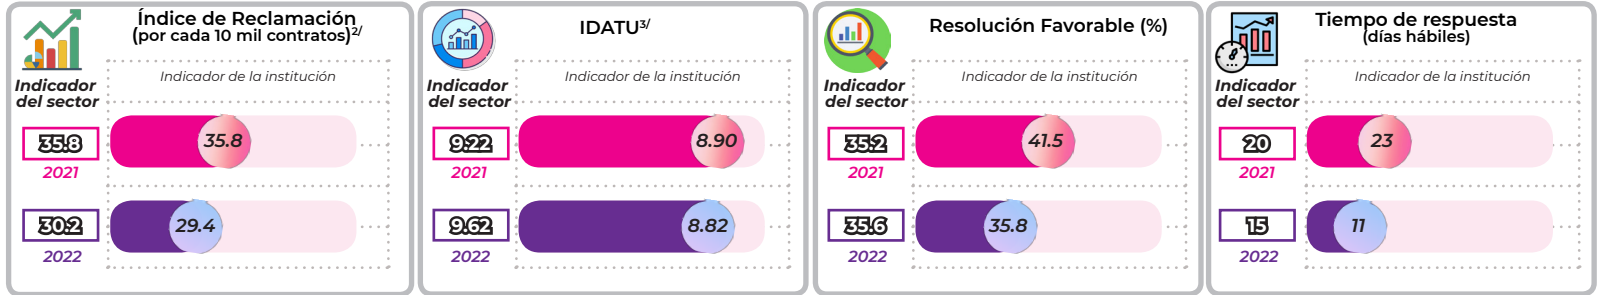 Índice de Reclamación
(por cada 10 mil contratos)2/
Indicador de la institución
Indicador
del sector
35.8
35.8
2021
30.2
29.4
2022
IDATU3/
Indicador de la institución
Indicador
del sector
9.22
8.90
2021
9.62
8.82
2022
Resolución Favorable (%)
Indicador de la institución
Indicador
del sector
35.2
41.5
2021
35.6
35.8
2022
Tiempo de respuesta
(días hábiles)
Indicador de la institución
Indicador
del sector
20
23
2021
15
11
2022